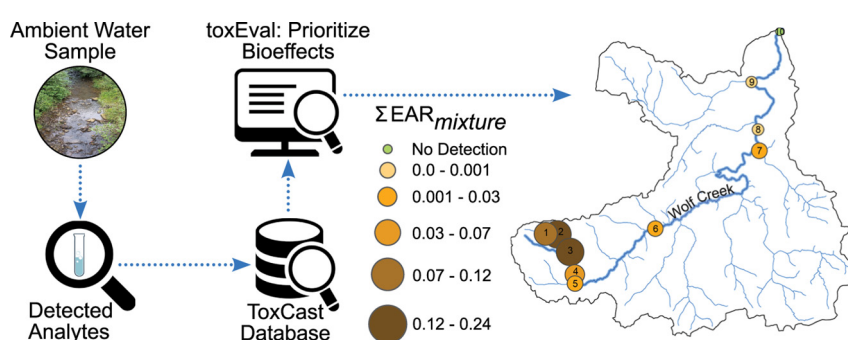 Ambient Water
Sample
toxEval: Prioritize
Bioeffects
Detected
Analytes
ToxCast
Database
ΣEARmixture
No Detection
0.0 - 0.001
0.001 - 0.03
0.03 - 0.07
0.07 - 0.12
0.12 - 0.24
10
9
8
7
Wolf Creek
6
1
2
3
4
5